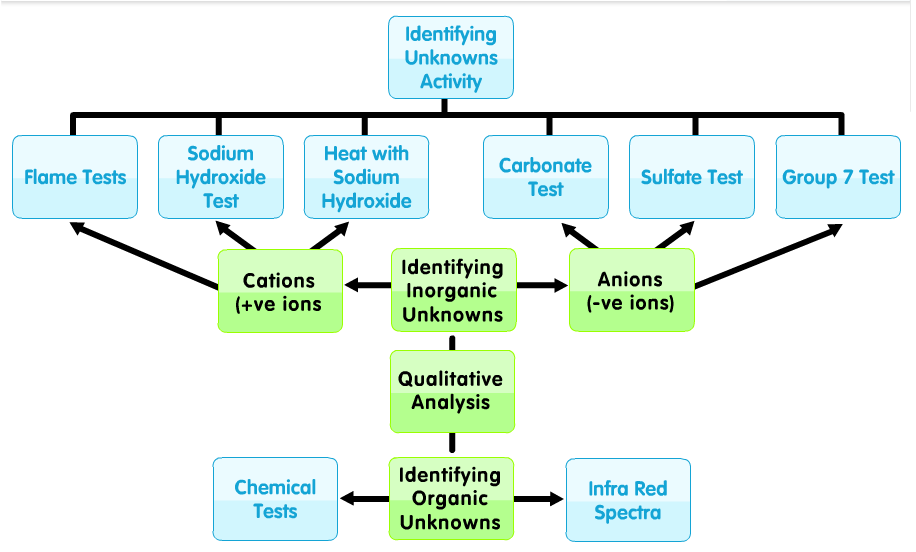 Identifying
Unknowns
Activity
Flame Tests
Sodium
Hydroxide
Test
Heat with
Sodium
Hydroxide
Carbonate
Test
Sulfate Test
Group 7 Test
Cations
(+ve ions
Identifying
Inorganic
Unknowns
Anions
(-ve ions)
Qualitative
Analysis
Chemical
Tests
Identifying
Organic
Unknowns
Infra Red
Spectra